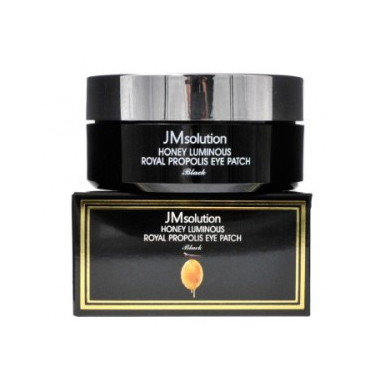 JMsolution
HONEY LUMINOUS
ROYAL PROPOLIS EYE PATCH
Black
JMsolution
HONEY LUMINOUS
ROYAL PROPOLIS EYE PATCH
Black